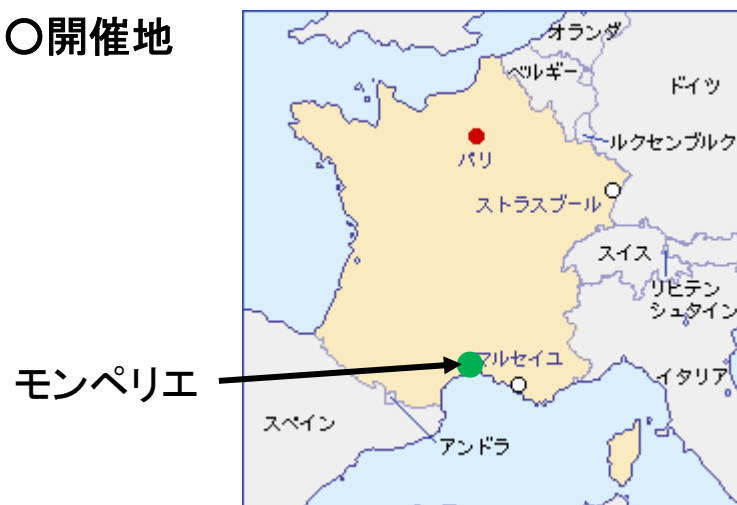 〇開催地
オランダ
ベルギー
ドイツ
ルクセンブルク
パリ
ストラスブール
スイス
リヒテン
シュタイン
マルセイユ
モンペリエ
イタリア
スペイン
アンドラ